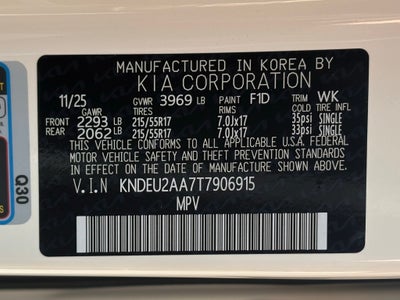 MANUFACTURED IN KOREA BY
KIA CORPORATION
11/25 GVWR 3969 LB PAINT F1D TRIM WK
GAWR TIRES RIMS COLD TIRE INFL.
FRONT 2293 LB 215/55R17 7.0Jx17 35psi SINGLE
REAR 2062 LB 215/55R17 7.0Jx17 33psi SINGLE
THIS VEHICLE CONFORMS TO ALL APPLICABLE U.S.A. FEDERAL
MOTOR VEHICLE SAFETY, BUMPER, AND THEFT PREVENTION STANDARDS
IN EFFECT ON THE DATE OF MANUFACTURE SHOWN ABOVE.
V.I.N KNDEU2AA7T7906915
MPV
Q30